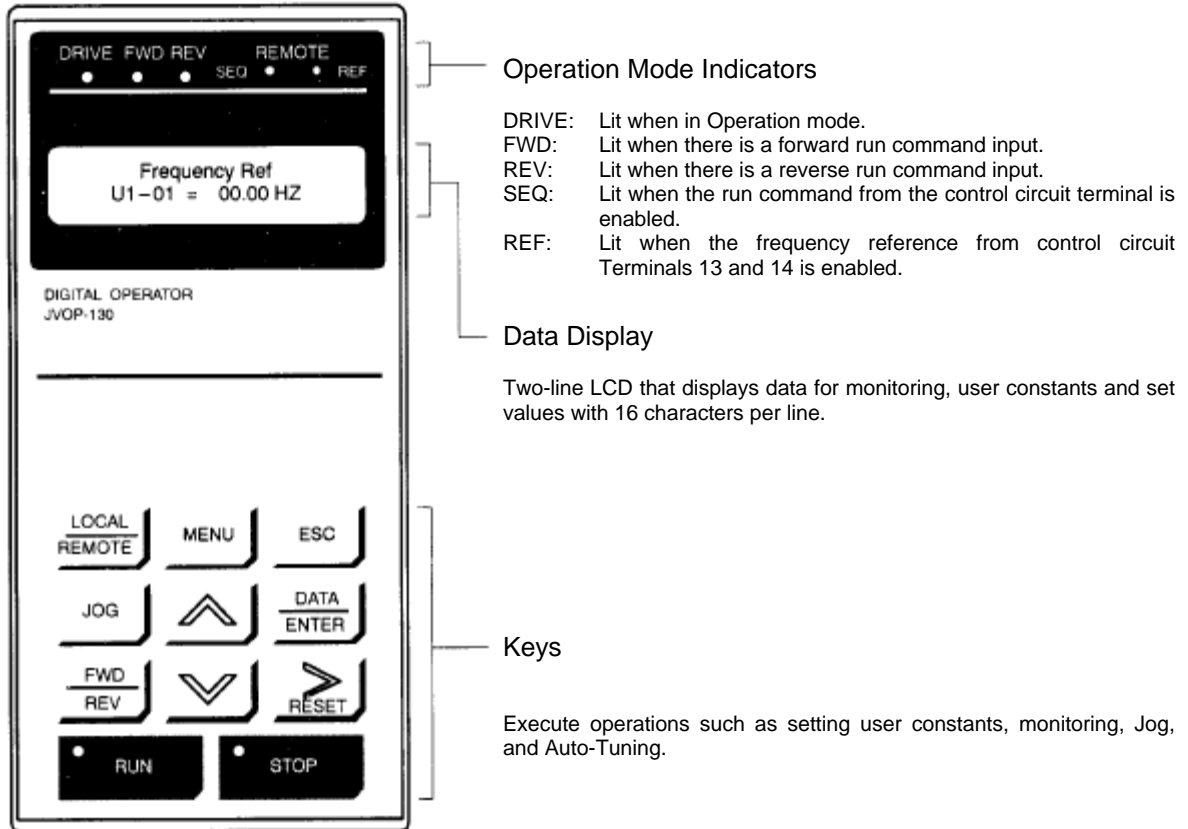 DRIVE FWD REV REMOTE
SEQ REF
Frequency Ref
U1-01 = 00.00 HZ
DIGITAL OPERATOR
JVOP-130
LOCAL
REMOTE
MENU
ESC
JOG
DATA
ENTER
FWD
REV
RESET
RUN
STOP
Operation Mode Indicators
DRIVE: Lit when in Operation mode.
FWD: Lit when there is a forward run command input.
REV: Lit when there is a reverse run command input.
SEQ: Lit when the run command from the control circuit terminal is
enabled.
REF: Lit when the frequency reference from control circuit
Terminals 13 and 14 is enabled.
Data Display
Two-line LCD that displays data for monitoring, user constants and set
values with 16 characters per line.
Keys
Execute operations such as setting user constants, monitoring, Jog,
and Auto-Tuning.